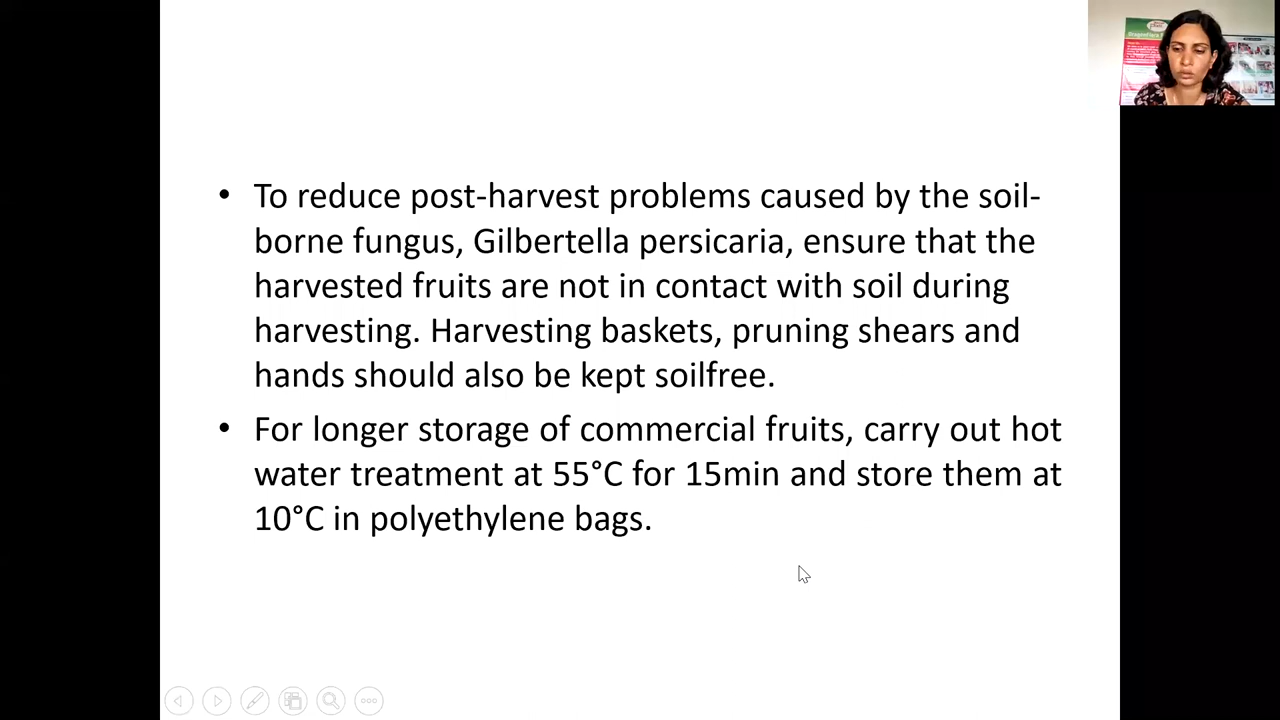 • To reduce post-harvest problems caused by the soil-
borne fungus, Gilbertella persicaria, ensure that the
harvested fruits are not in contact with soil during
harvesting. Harvesting baskets, pruning shears and
hands should also be kept soilfree.
• For longer storage of commercial fruits, carry out hot
water treatment at 55°C for 15min and store them at
10°C in polyethylene bags.